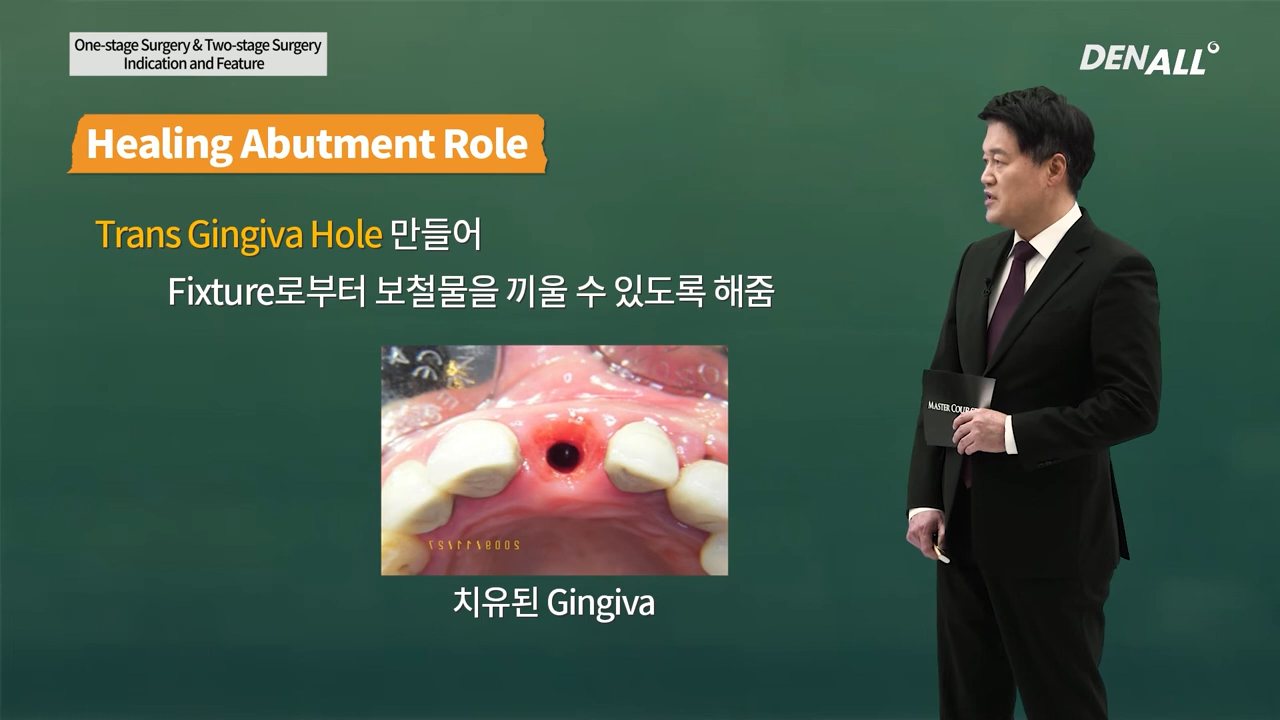 One-stage Surgery & Two-stage Surgery
Indication and Feature
DENALL
Healing Abutment Role
Trans Gingiva Hole 만들어
Fixture로부터 보철물을 끼울 수 있도록 해줌
MASTER
치유된 Gingiva